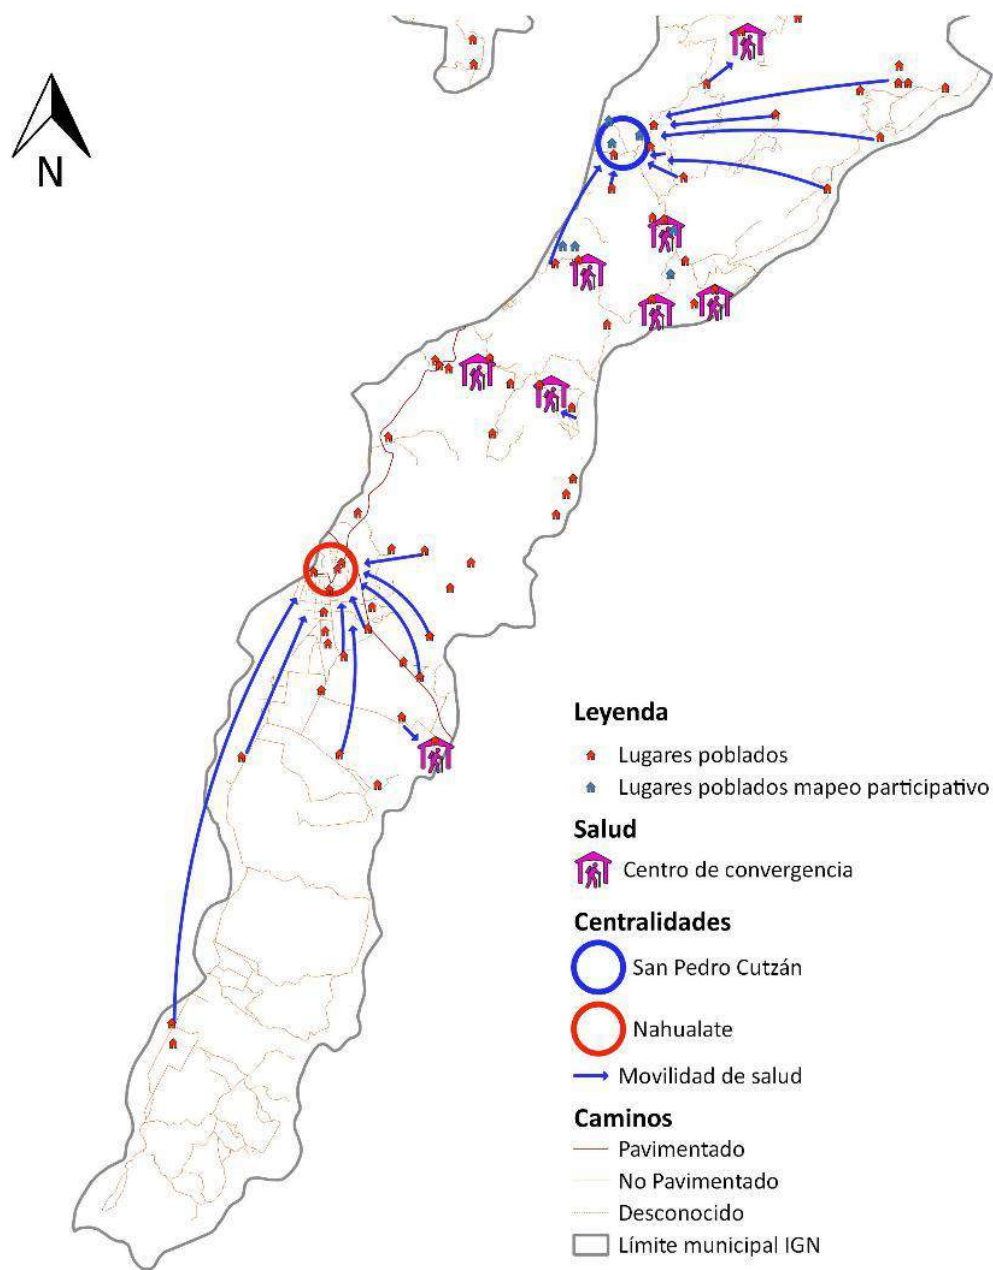 N
Leyenda
Lugares poblados
Lugares poblados mapeo participativo
Salud
Centro de convergencia
Centralidades
San Pedro Cutzán
Nahualate
Movilidad de salud
Caminos
Pavimentado
No Pavimentado
Desconocido
Límite municipal IGN